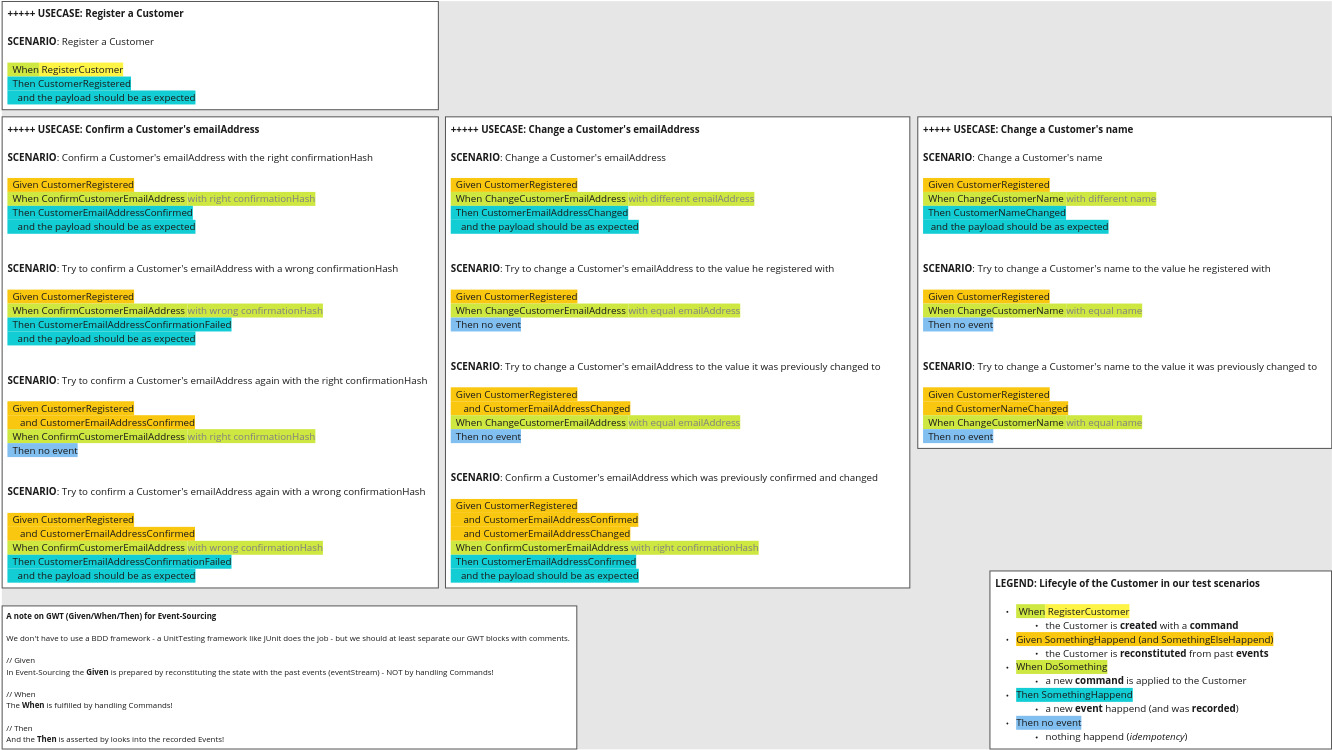 +++++ USECASE: Register a Customer
SCENARIO: Register a Customer
When RegisterCustomer
Then CustomerRegistered
and the payload should be as expected
+++++ USECASE: Confirm a Customer's emailAddress
SCENARIO: Confirm a Customer's emailAddress with the right confirmationHash
Given CustomerRegistered
When ConfirmCustomerEmailAddress with right confirmationHash
Then CustomerEmailAddressConfirmed
and the payload should be as expected
SCENARIO: Try to confirm a Customer's emailAddress with a wrong confirmationHash
Given CustomerRegistered
When ConfirmCustomerEmailAddress with wrong confirmationHash
Then CustomerEmailAddressConfirmationFailed
and the payload should be as expected
SCENARIO: Try to confirm a Customer's emailAddress again with the right confirmationHash
Given CustomerRegistered
and CustomerEmailAddressConfirmed
When ConfirmCustomerEmailAddress with right confirmationHash
Then no event
SCENARIO: Try to confirm a Customer's emailAddress again with a wrong confirmationHash
Given CustomerRegistered
and CustomerEmailAddressConfirmed
When ConfirmCustomerEmailAddress with wrong confirmationHash
Then CustomerEmailAddressConfirmationFailed
and the payload should be as expected
+++++ USECASE: Change a Customer's emailAddress
SCENARIO: Change a Customer's emailAddress
Given CustomerRegistered
When ChangeCustomerEmailAddress with different emailAddress
Then CustomerEmailAddressChanged
and the payload should be as expected
SCENARIO: Try to change a Customer's emailAddress to the value he registered with
Given CustomerRegistered
When ChangeCustomerEmailAddress with equal emailAddress
Then no event
SCENARIO: Try to change a Customer's emailAddress to the value it was previously changed to
Given CustomerRegistered
and CustomerEmailAddressChanged
When ChangeCustomerEmailAddress with equal emailAddress
Then no event
SCENARIO: Confirm a Customer's emailAddress which was previously confirmed and changed
Given CustomerRegistered
and CustomerEmailAddressConfirmed
and CustomerEmailAddressChanged
When ConfirmCustomerEmailAddress with right confirmationHash
Then CustomerEmailAddressConfirmed
and the payload should be as expected
+++++ USECASE: Change a Customer's name
SCENARIO: Change a Customer's name
Given CustomerRegistered
When ChangeCustomerName with different name
Then CustomerNameChanged
and the payload should be as expected
SCENARIO: Try to change a Customer's name to the value he registered with
Given CustomerRegistered
When ChangeCustomerName with equal name
Then no event
SCENARIO: Try to change a Customer's name to the value it was previously changed to
Given CustomerRegistered
and CustomerNameChanged
When ChangeCustomerName with equal name
Then no event
A note on GWT (Given/When/Then) for Event-Sourcing
We don't have to use a BDD framework - a UnitTesting framework like JUnit does the job - but we should at least separate our GWT blocks with comments.
// Given
In Event-Sourcing the Given is prepared by reconstituting the state with the past events (eventStream) - NOT by handling Commands!
// When
The When is fulfilled by handling Commands!
// Then
And the Then is asserted by looks into the recorded Events!
LEGEND: Lifecyle of the Customer in our test scenarios
• When RegisterCustomer
• the Customer is created with a command
• Given SomethingHappend (and SomethingElseHappend)
• the Customer is reconstituted from past events
• When DoSomething
• a new command is applied to the Customer
• Then SomethingHappend
• a new event happend (and was recorded)
• Then no event
• nothing happend (idempotency)